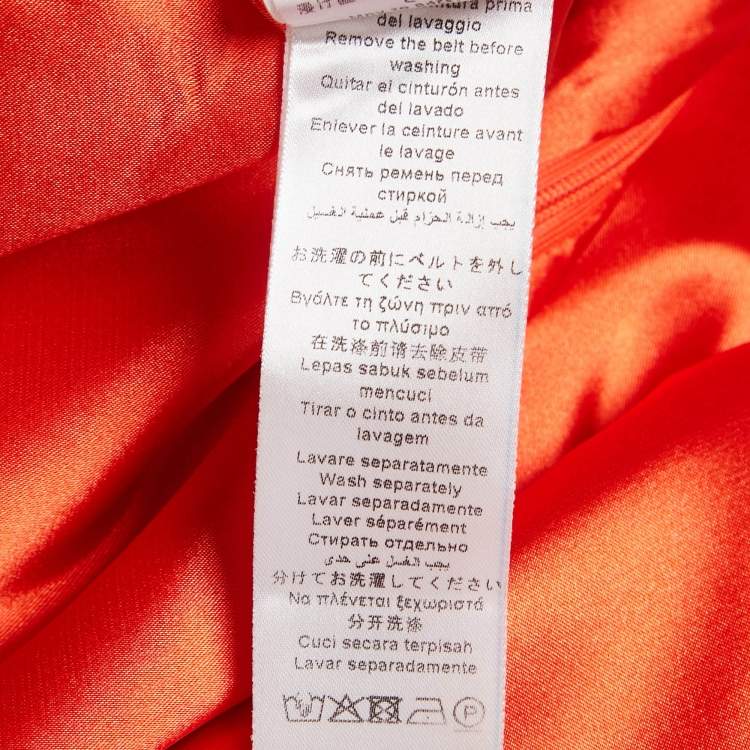 prima
del lavaggio
Remove the belt before
washing
Quitar el cinturón antes
del lavado
Enlever la ceinture avant
le lavage
Снять ремень перед
стиркой
يجب إزالة الحزام قبل عملية الغسيل
お洗濯の前にベルトを外し
てください
Βγάλτε τη ζώνη πριν από
το πλύσιμο
在洗涤前请去除皮带
Lepas sabuk sebelum
mencuci
Tirar o cinto antes da
lavagem
Lavare separatamente
Wash separately
Lavar separadamente
Laver séparément
Стирать отдельно
يجب الغسل على حدى
分けてお洗濯してください
Να πλένεται ξεχωριστά
分开洗涤
Cuci secara terpisah
Lavar separadamente
P